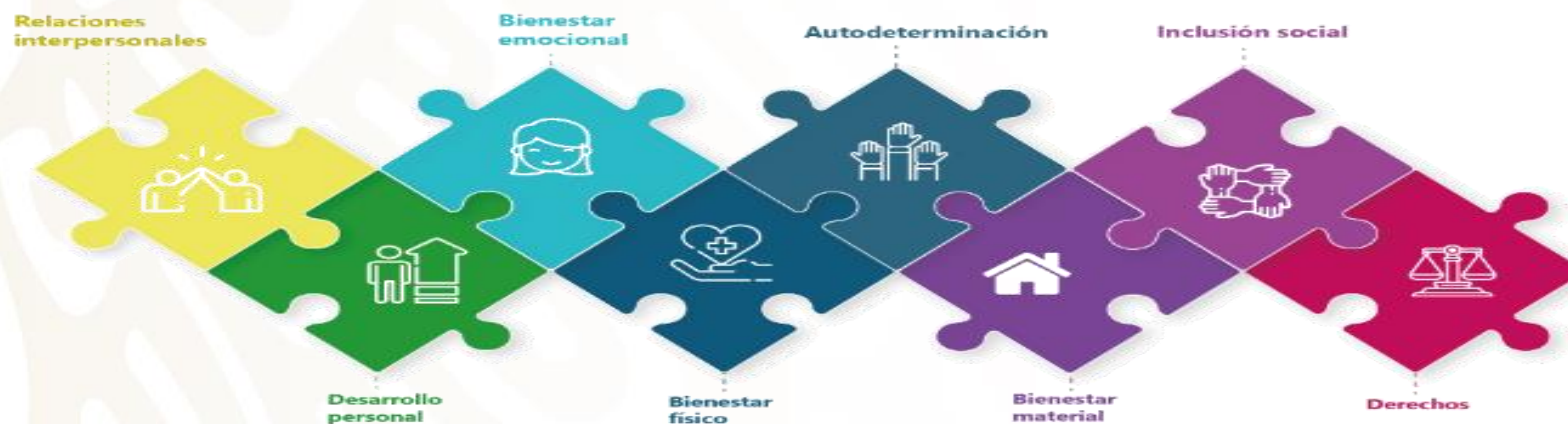 Relaciones
interpersonales
Bienestar
emocional
Autodeterminación
Inclusión social
Desarrollo
personal
Bienestar
físico
Bienestar
material
Derechos